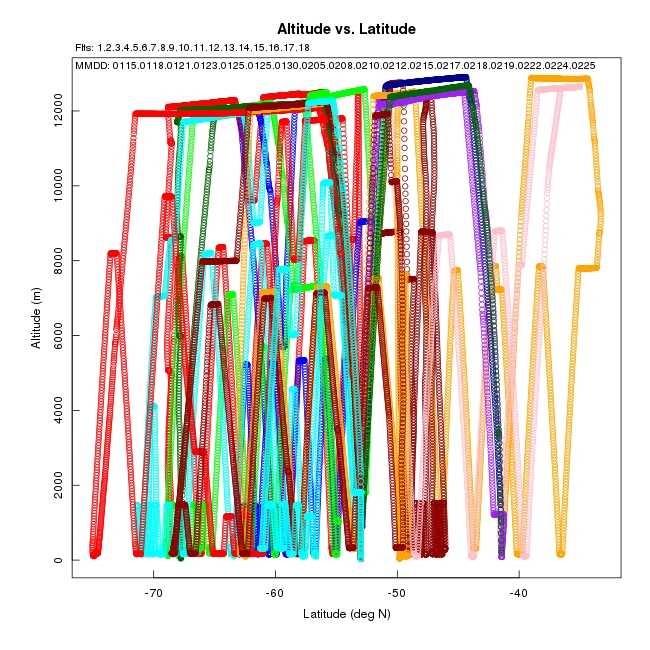 Altitude vs. Latitude
Flts: 1.2.3.4.5.6.7.8.9.10.11.12.13.14.15.16.17.18
MMDD: 0115.0118.0121.0123.0125.0125.0130.0205.0208.0210.0212.0215.0218.0219.0222.0224.0225
12000
10000
8000
6000
4000
2000
0
Altitude (m)
-70 -60 -50 -40
Latitude (deg N)